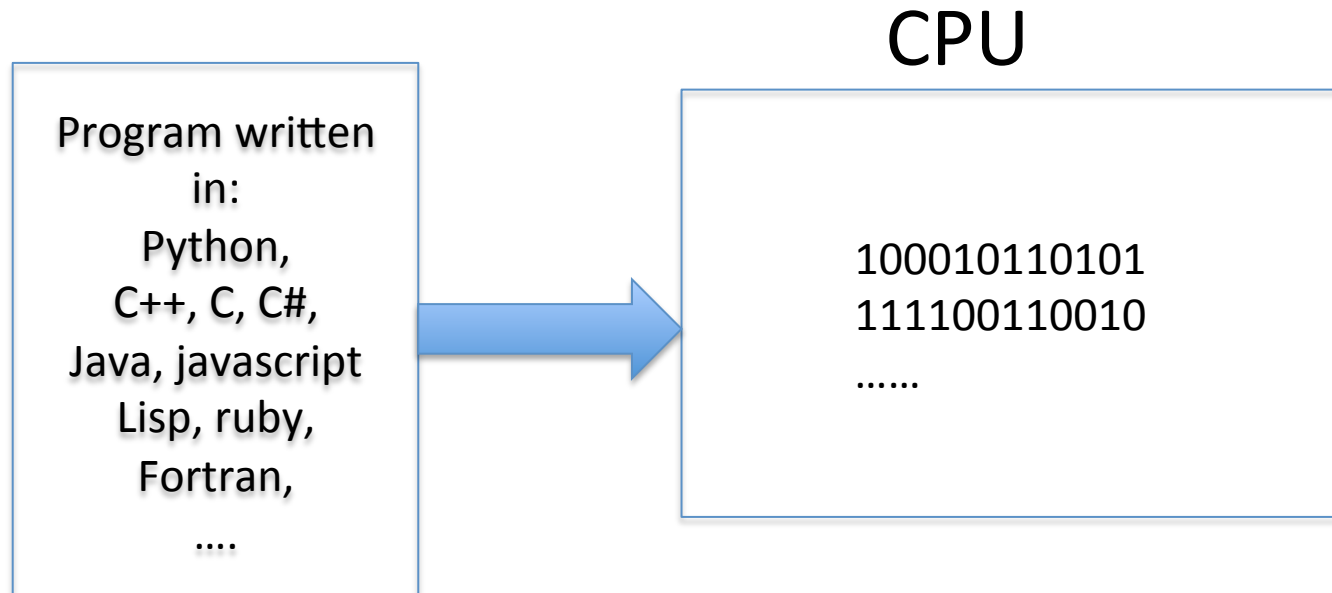 CPU
Program written
in:
Python,
C++, C, C#,
Java, javascript
Lisp, ruby,
Fortran,
....
100010110101
111100110010
......